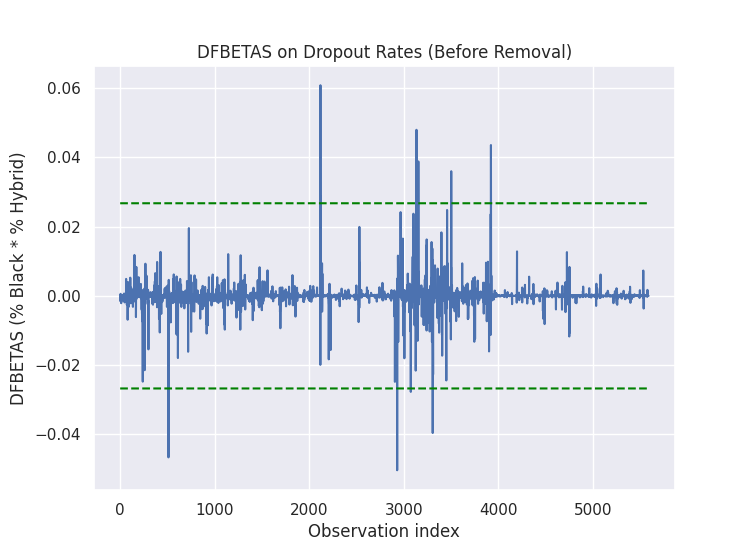 DFBETAS on Dropout Rates (Before Removal)
DFBETAS (% Black * % Hybrid)
0.06
0.04
0.02
0.00
−0.02
−0.04
0 1000 2000 3000 4000 5000
Observation index